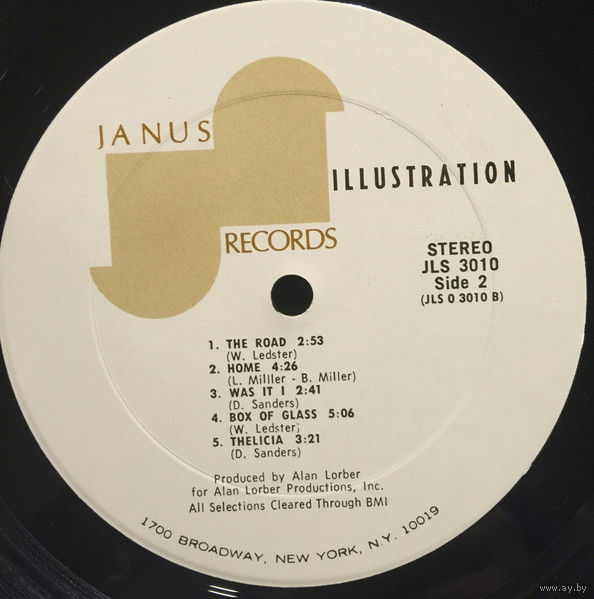 JANUS
ILLUSTRATION
RECORDS
STEREO
JLS 3010
Side 2
(JLS 0 3010 B)
1. THE ROAD 2:53
(W. Ledster)
2. HOME 4:26
(L. Milller - B. Miller)
3. WAS IT I 2:41
(D. Sanders)
4. BOX OF GLASS 5:06
(W. Ledster)
5. THELICIA 3:21
(D. Sanders)
Produced by Alan Lorber
for Alan Lorber Productions, Inc.
All Selections Cleared Through BMI
1700 BROADWAY, NEW YORK, N.Y. 10019
www.ay.by